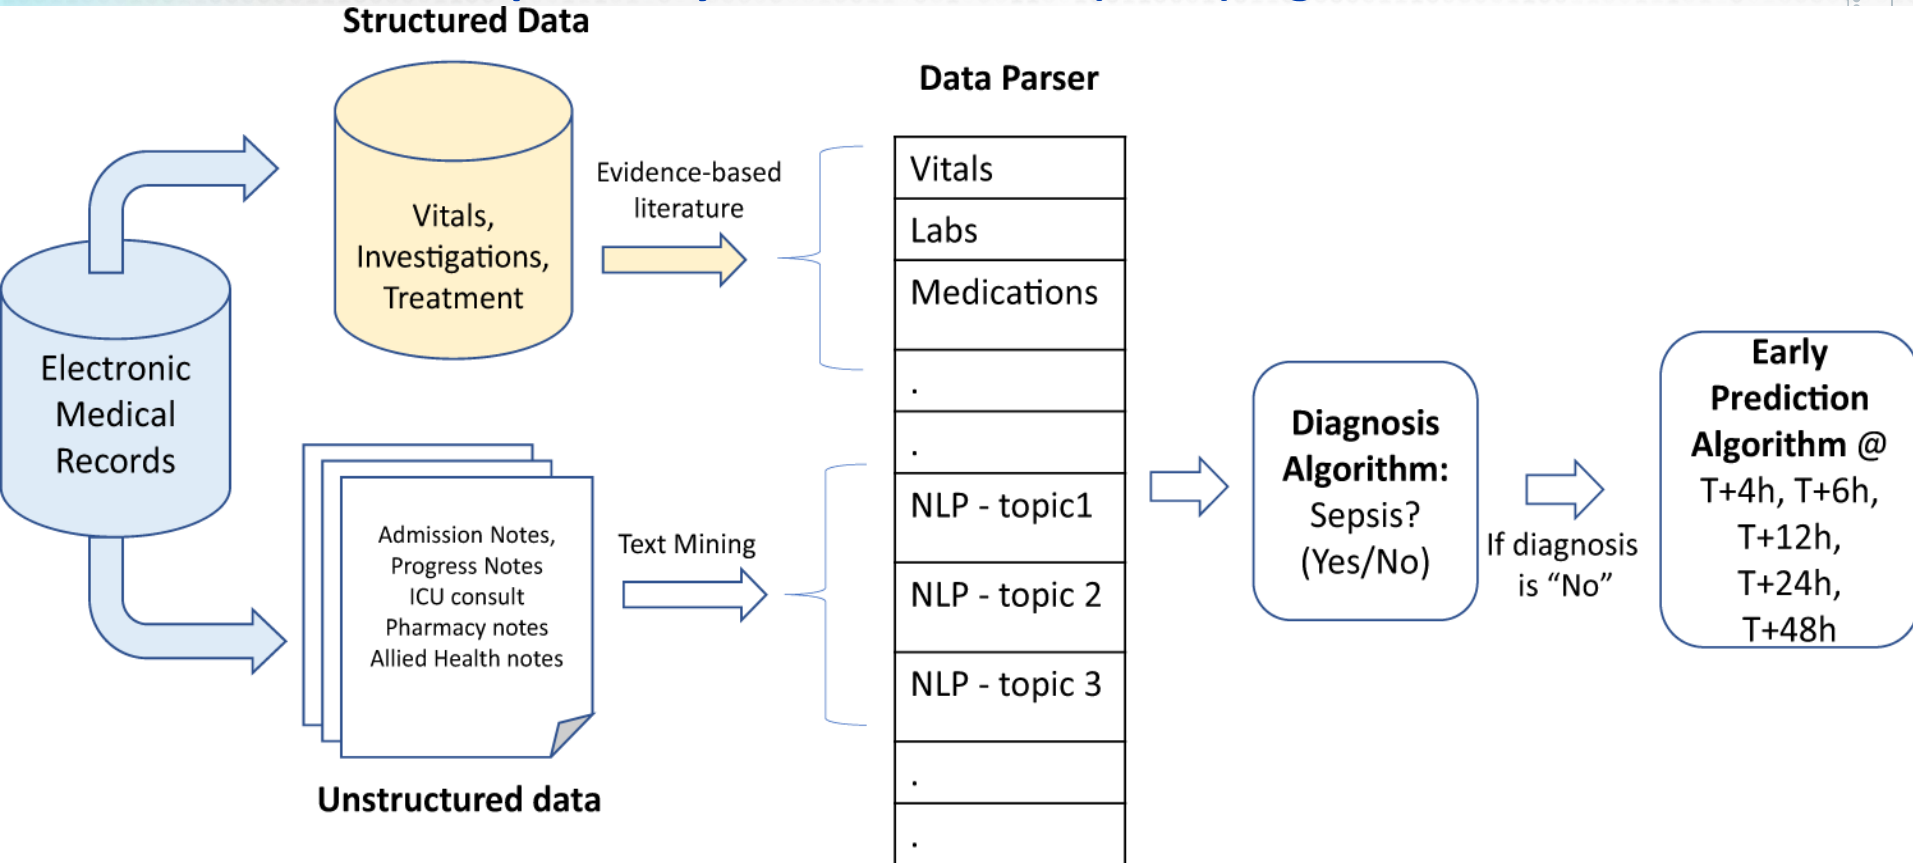 Structured Data
Data Parser
Electronic
Medical
Records
Vitals,
Investigations,
Treatment
Evidence-based
literature
Admission Notes,
Progress Notes
ICU consult
Pharmacy notes
Allied Health notes
Unstructured data
Text Mining
Vitals
Labs
Medications
.
.
NLP - topic1
NLP - topic 2
NLP - topic 3
.
.
Diagnosis
Algorithm:
Sepsis?
(Yes/No)
If diagnosis
is “No”
Early
Prediction
Algorithm @
T+4h, T+6h,
T+12h,
T+24h,
T+48h